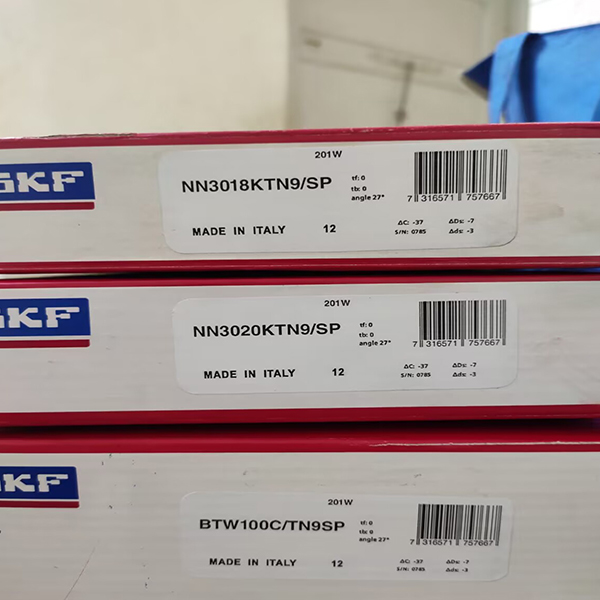 201W
SKF
NN3018KTN9/SP
tf: 0
tb: 0
angle 27°
7 316571 757667
MADE IN ITALY 12
ΔC: -37 ΔDs: -7
S/N: 0785 Δds: -3
201W
SKF
NN3020KTN9/SP
tf: 0
tb: 0
angle 27°
7 316571 757667
MADE IN ITALY 12
ΔC: -37 ΔDs: -7
S/N: 0785 Δds: -3
201W
SKF
BTW100C/TN9SP
tf: 0
tb: 0
angle 27°
7 316571 757667
MADE IN ITALY 12
ΔC: -37 ΔDs: -7
S/N: 0785 Δds: -3